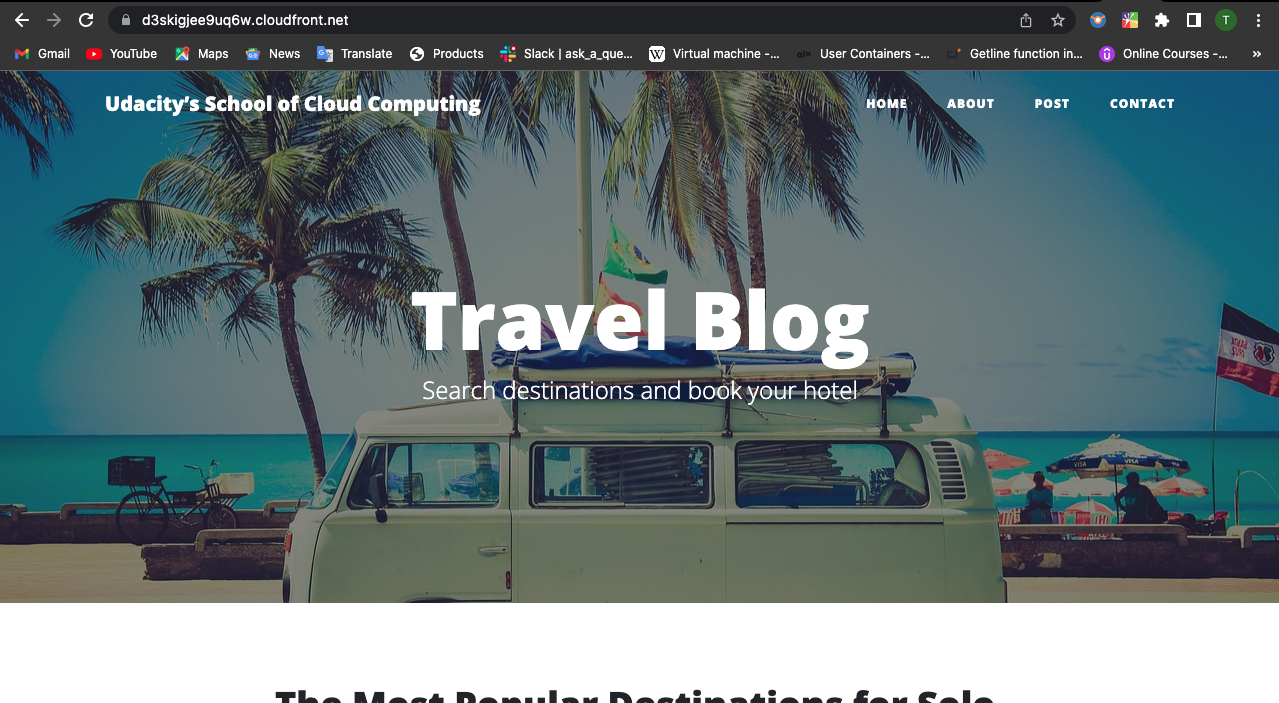 d3skigjee9uq6w.cloudfront.net
T
Gmail YouTube Maps News Translate Products Slack | ask_a_que... Virtual machine -... User Containers -... Getline function in... Online Courses -... »
Udacity’s School of Cloud Computing
HOME ABOUT POST CONTACT
Travel Blog
Search destinations and book your hotel
VISA VISA
The Most Popular Destinations for Solo